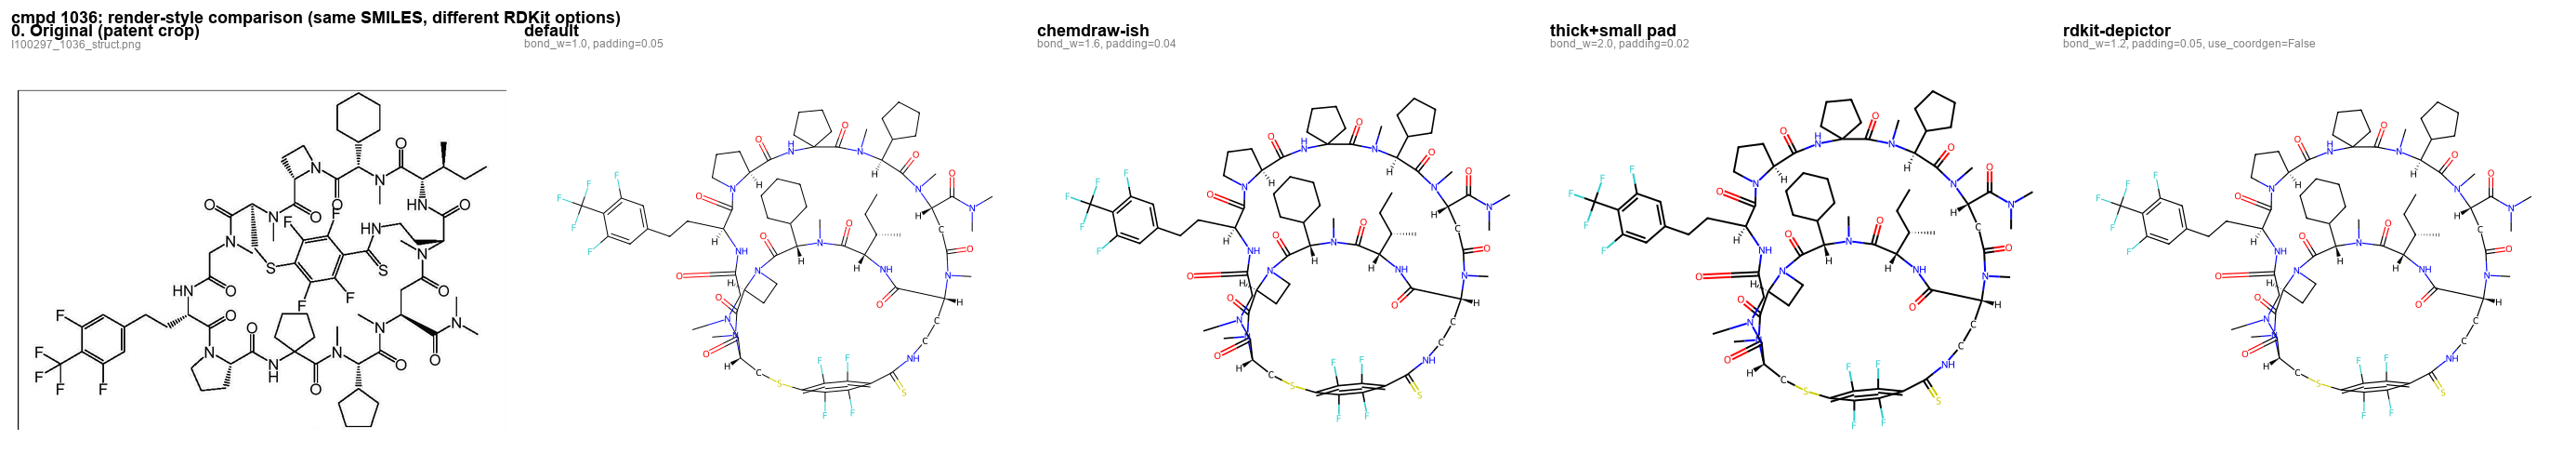 cmpd 1036: render-style comparison (same SMILES, different RDKit options)
0. Original (patent crop)
l100297_1036_struct.png
default
bond_w=1.0, padding=0.05
chemdraw-ish
bond_w=1.6, padding=0.04
thick+small pad
bond_w=2.0, padding=0.02
rdkit-depictor
bond_w=1.2, padding=0.05, use_coordgen=False